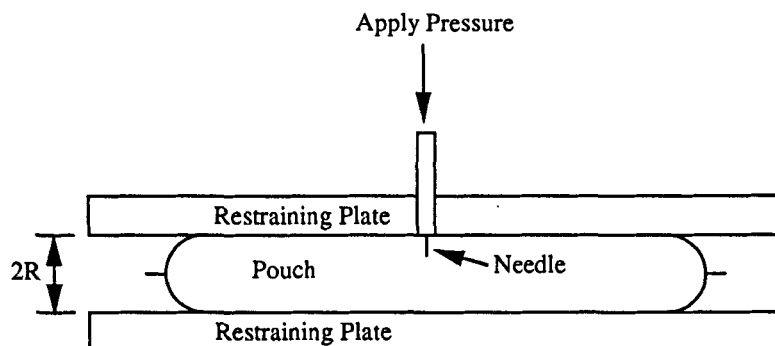 Apply Pressure
Restraining Plate
2R
Pouch
Needle
Restraining Plate